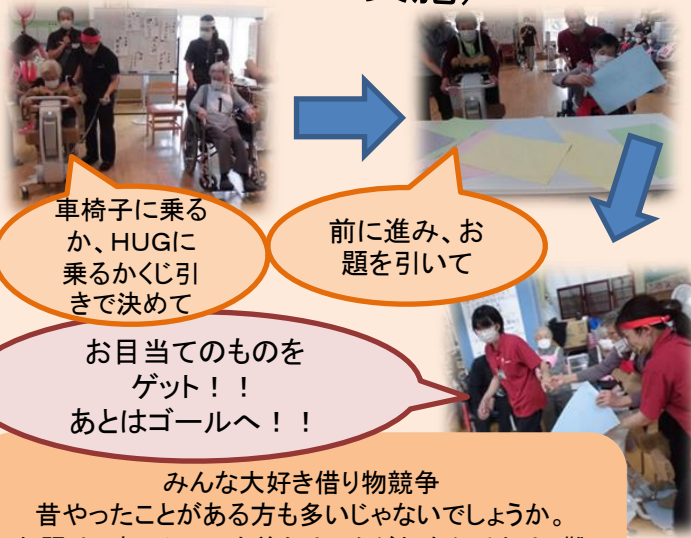 車椅子に乗る
か、HUGに
乗るかくじ引
きで決めて
前に進み、お
題を引いて
お目当てのものを
ゲット！！
あとはゴールへ！！
みんな大好き借り物競争
昔やったことがある方も多いじゃないでしょうか。